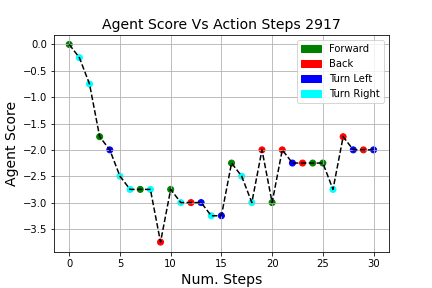 Agent Score Vs Action Steps 2917
Forward
Back
Turn Left
Turn Right
Agent Score
0.0
−0.5
−1.0
−1.5
−2.0
−2.5
−3.0
−3.5
0 5 10 15 20 25 30
Num. Steps